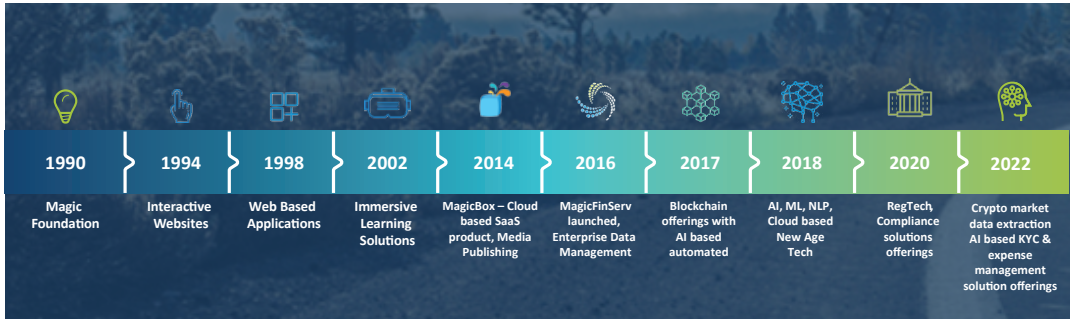 1990
1994
1998
2002
2014
2016
2017
2018
2020
2022
Magic
Foundation
Interactive
Websites
Web Based
Applications
Immersive
Learning
Solutions
MagicBox – Cloud
based SaaS
product, Media
Publishing
MagicFinServ
launched,
Enterprise Data
Management
Blockchain
offerings with
AI based
automated
AI, ML, NLP,
Cloud based
New Age
Tech
RegTech,
Compliance
solutions
offerings
Crypto market
data extraction
AI based KYC &
expense
management
solution offerings